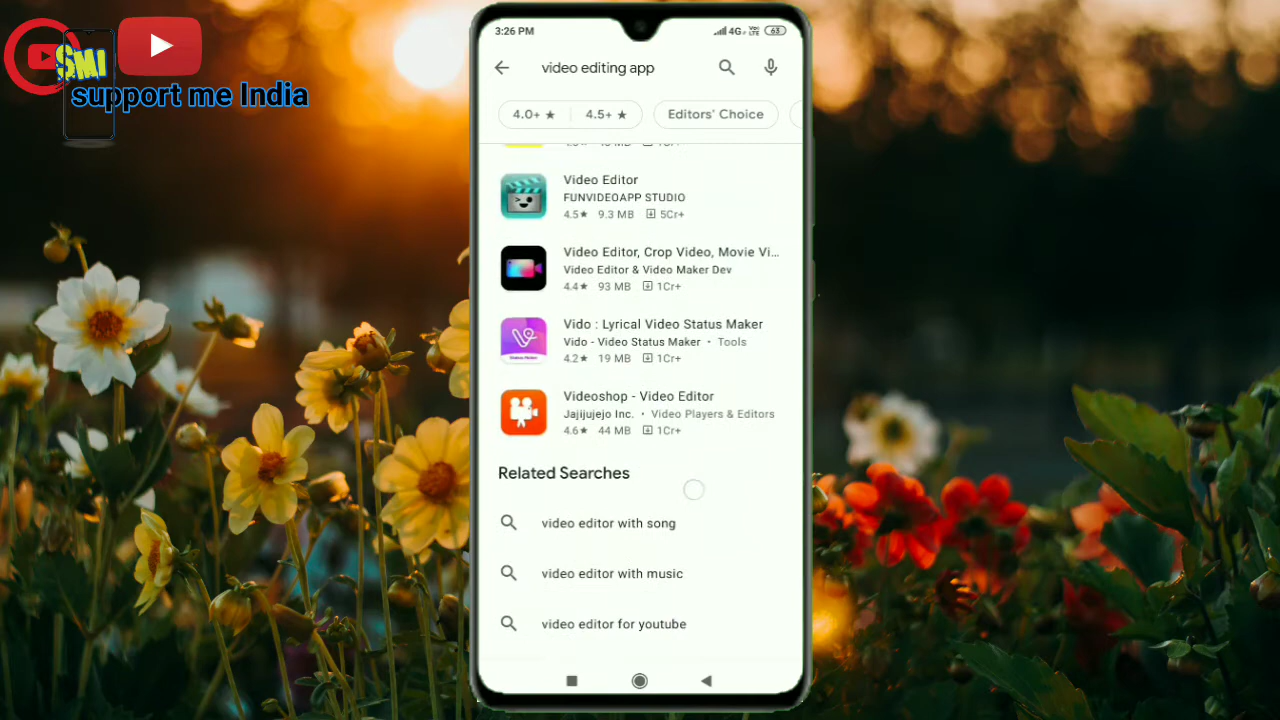 SMI
support me India
3:26 PM
4G
VoLTE
63
video editing app
4.0+ ★
4.5+ ★
Editors' Choice
Video Editor
FUNVIDEOAPP STUDIO
4.5★ 9.3 MB 5Cr+
Video Editor, Crop Video, Movie Vi...
Video Editor & Video Maker Dev
4.4★ 93 MB 1Cr+
Vido : Lyrical Video Status Maker
Vido - Video Status Maker • Tools
4.2★ 19 MB 1Cr+
Status Maker
Videoshop - Video Editor
Jajijujejo Inc. • Video Players & Editors
4.6★ 44 MB 1Cr+
Related Searches
video editor with song
video editor with music
video editor for youtube